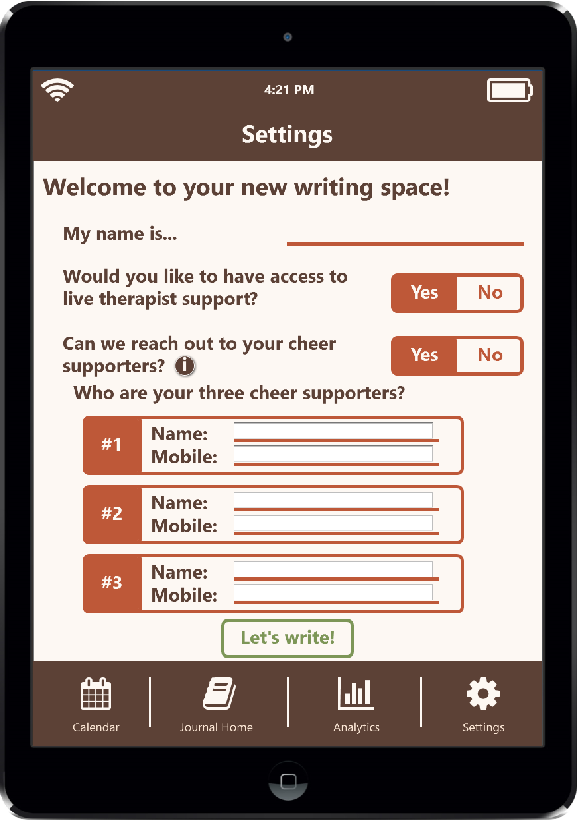 4:21 PM
Settings
Welcome to your new writing space!
My name is...
Would you like to have access to
live therapist support?
Yes No
Can we reach out to your cheer
supporters? i
Yes No
Who are your three cheer supporters?
#1
Name:
Mobile:
#2
Name:
Mobile:
#3
Name:
Mobile:
Let's write!
Calendar
Journal Home
Analytics
Settings